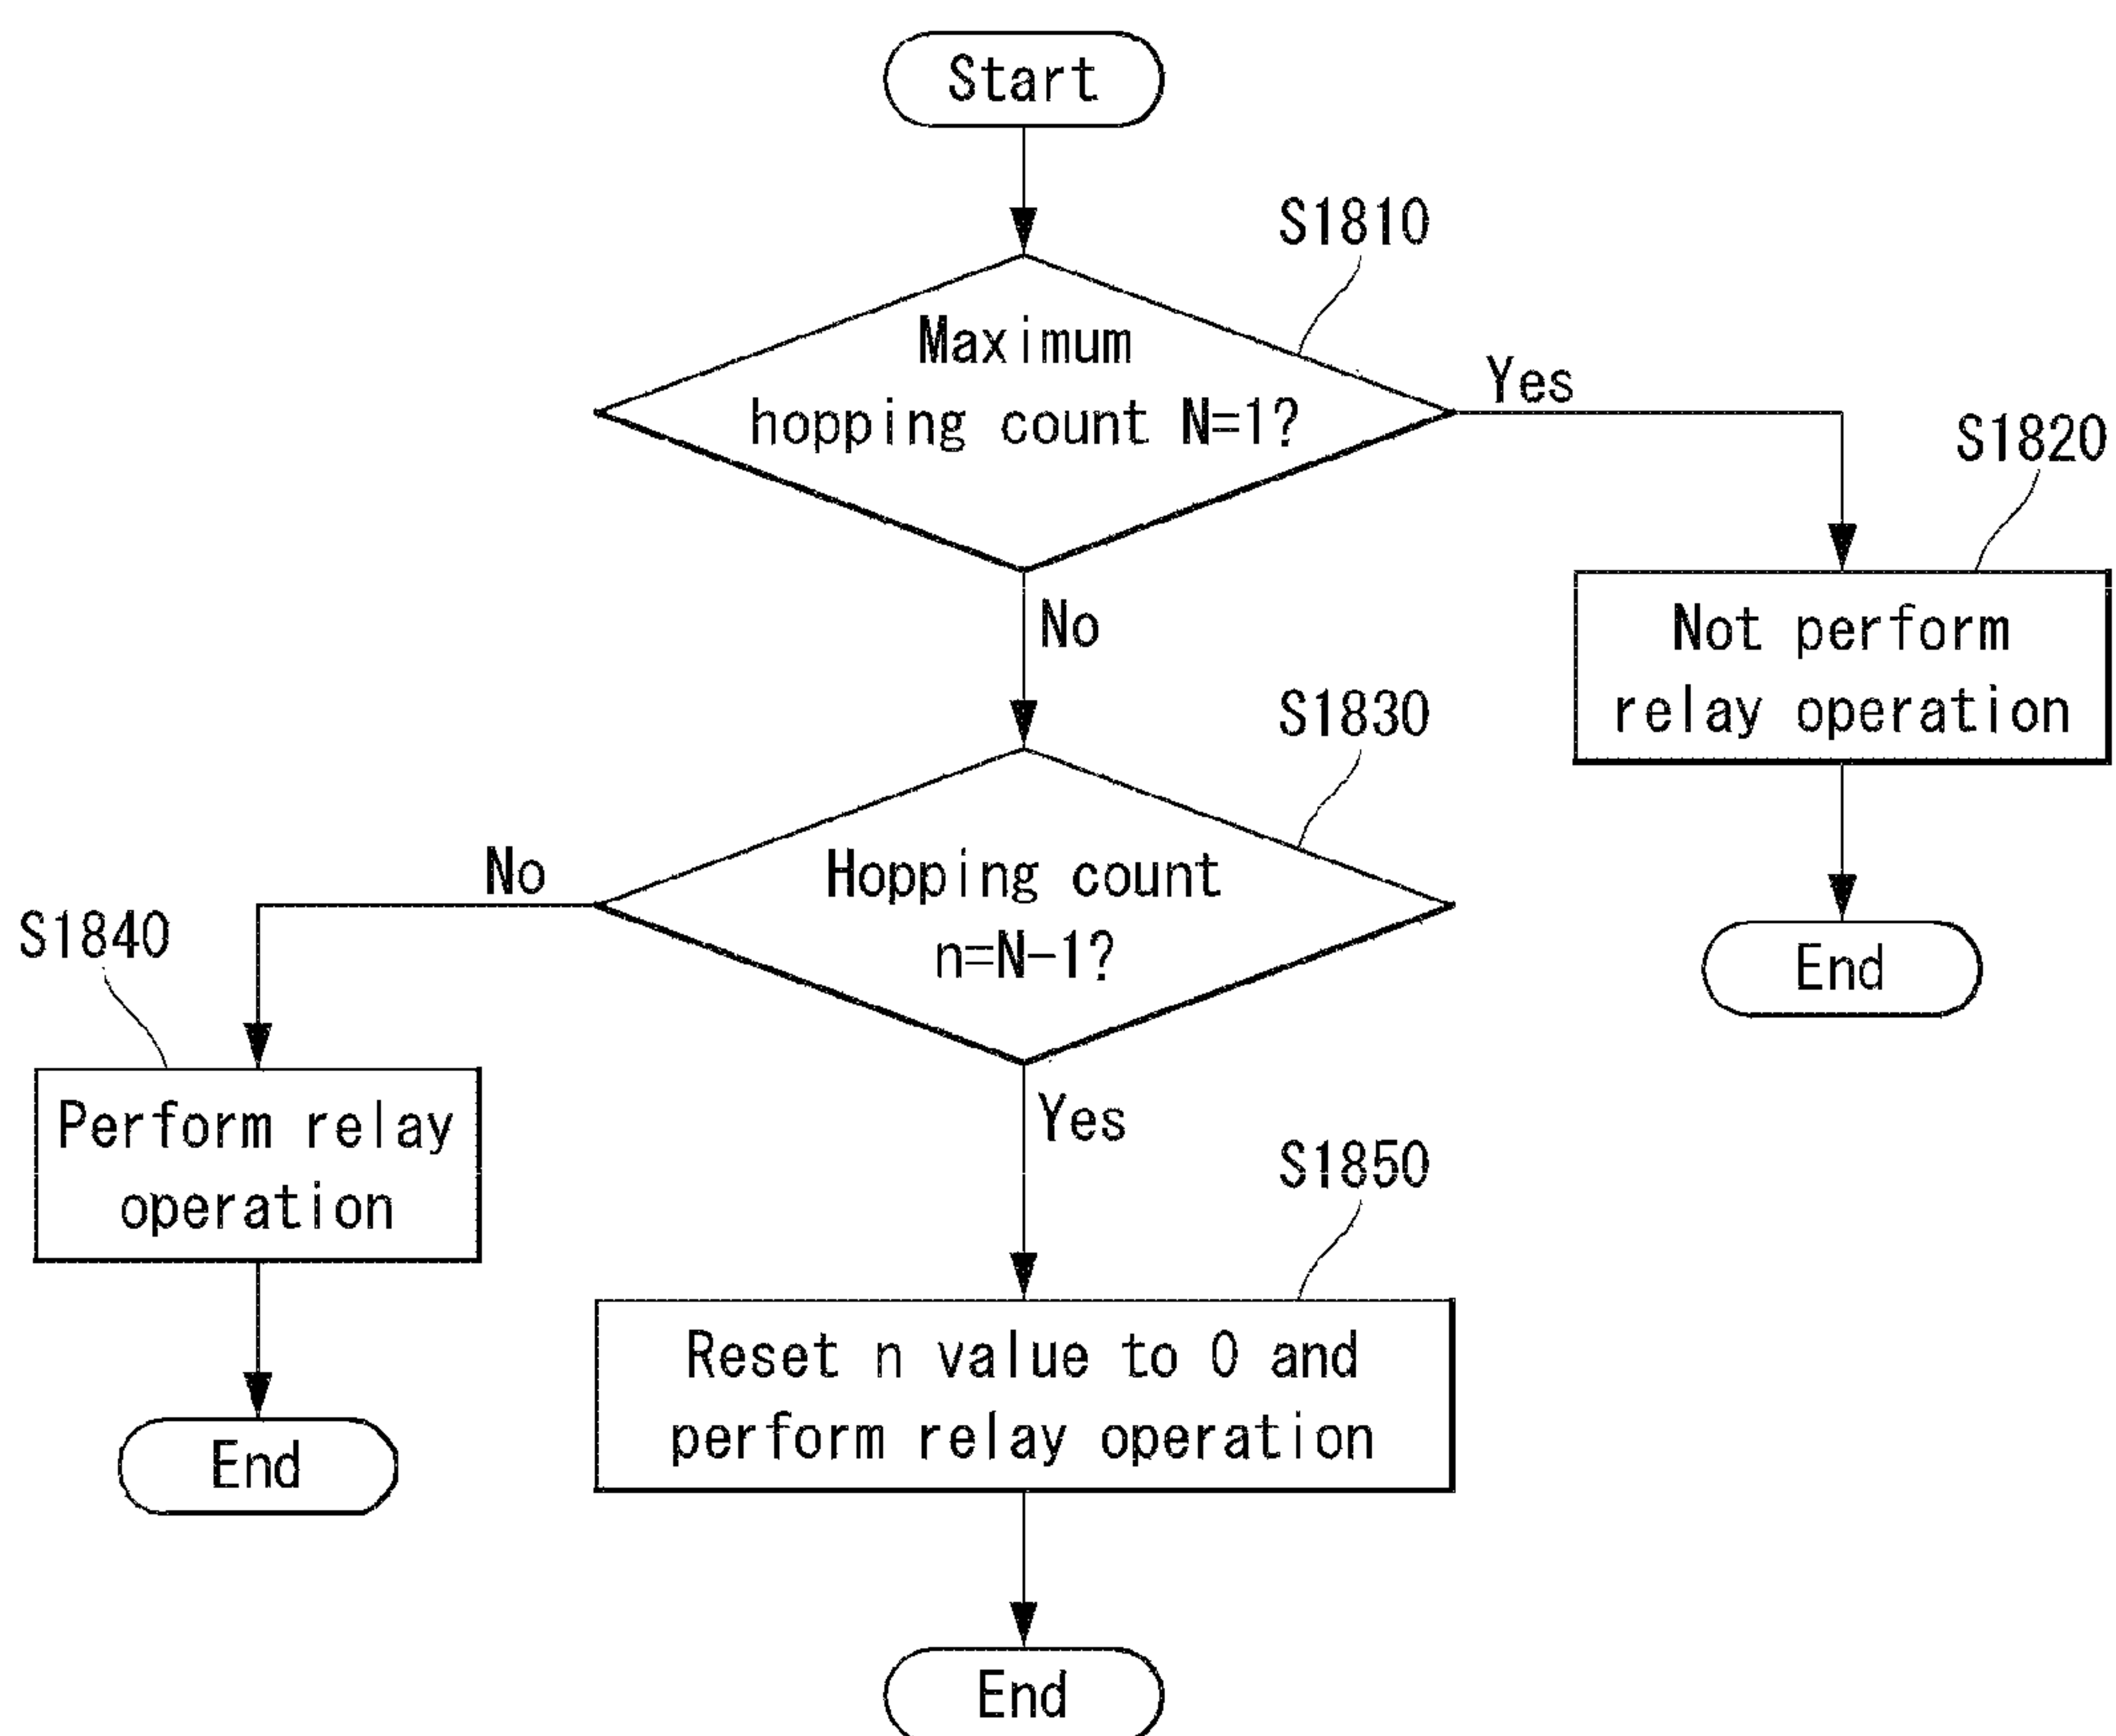 Start
S1810
Maximum
hopping count N=1?
Yes
S1820
No
Not perform
relay operation
S1830
No
Hopping count
n=N-1?
End
S1840
Perform relay
operation
Yes
S1850
Reset n value to 0 and
perform relay operation
End
End